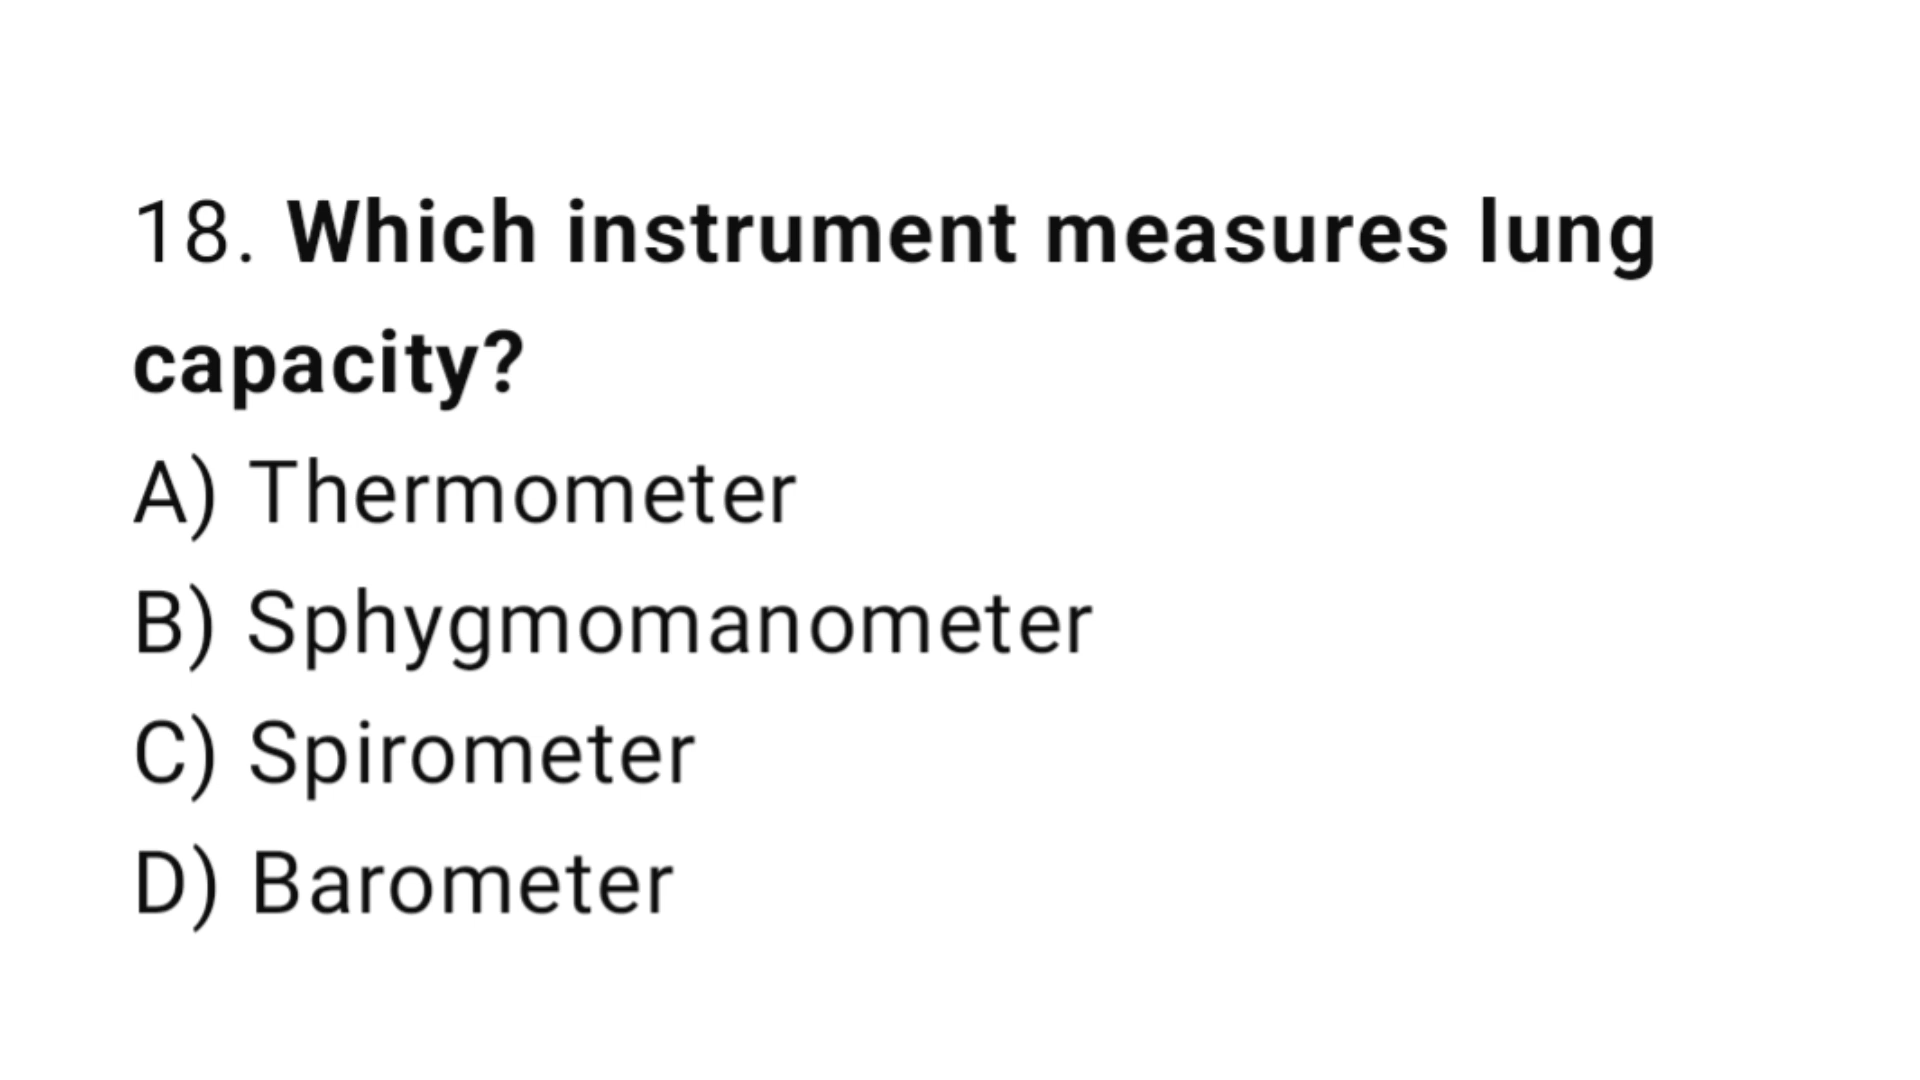 18. Which instrument measures lung
capacity?
A) Thermometer
B) Sphygmomanometer
C) Spirometer
D) Barometer